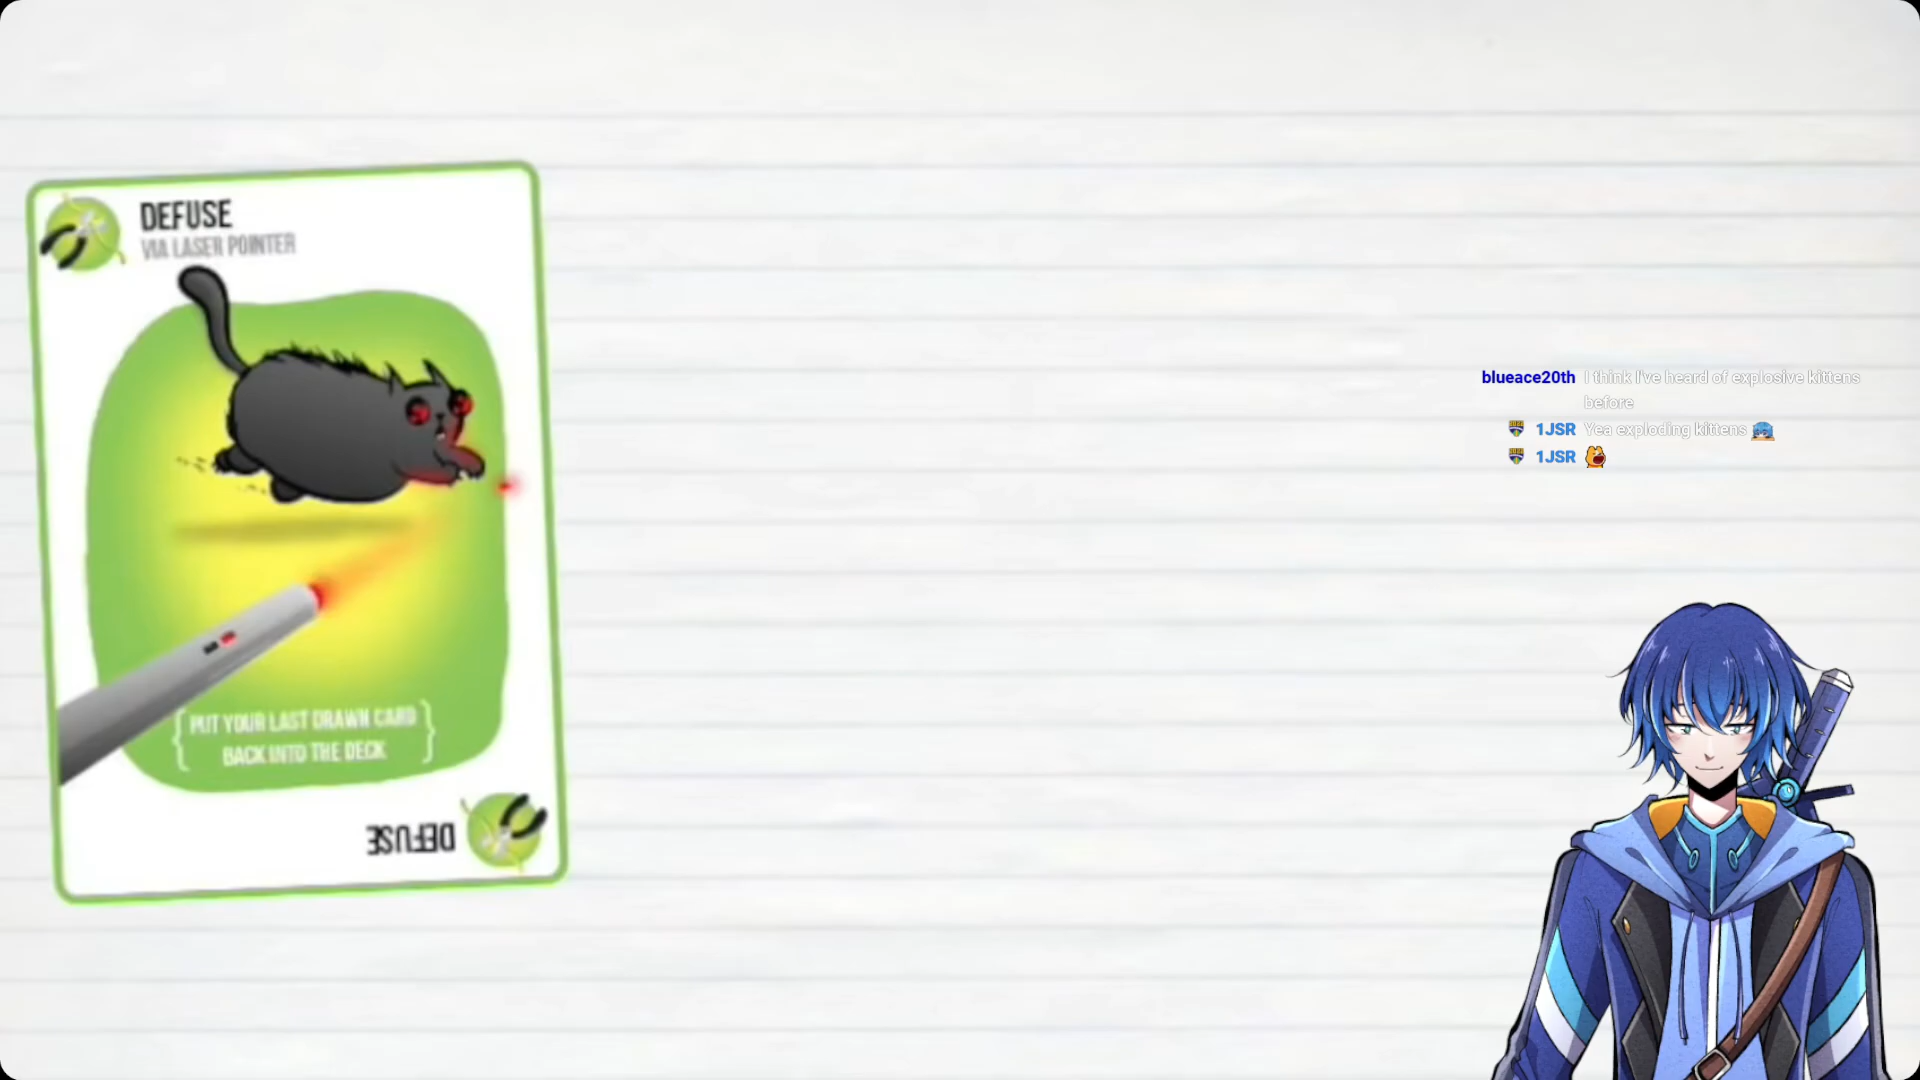 DEFUSE
VIA LASER POINTER
PUT YOUR LAST DRAWN CARD
BACK INTO THE DECK
DEFUSE
blueace20th I think I've heard of explosive kittens
before
1JSR Yea exploding kittens
1JSR